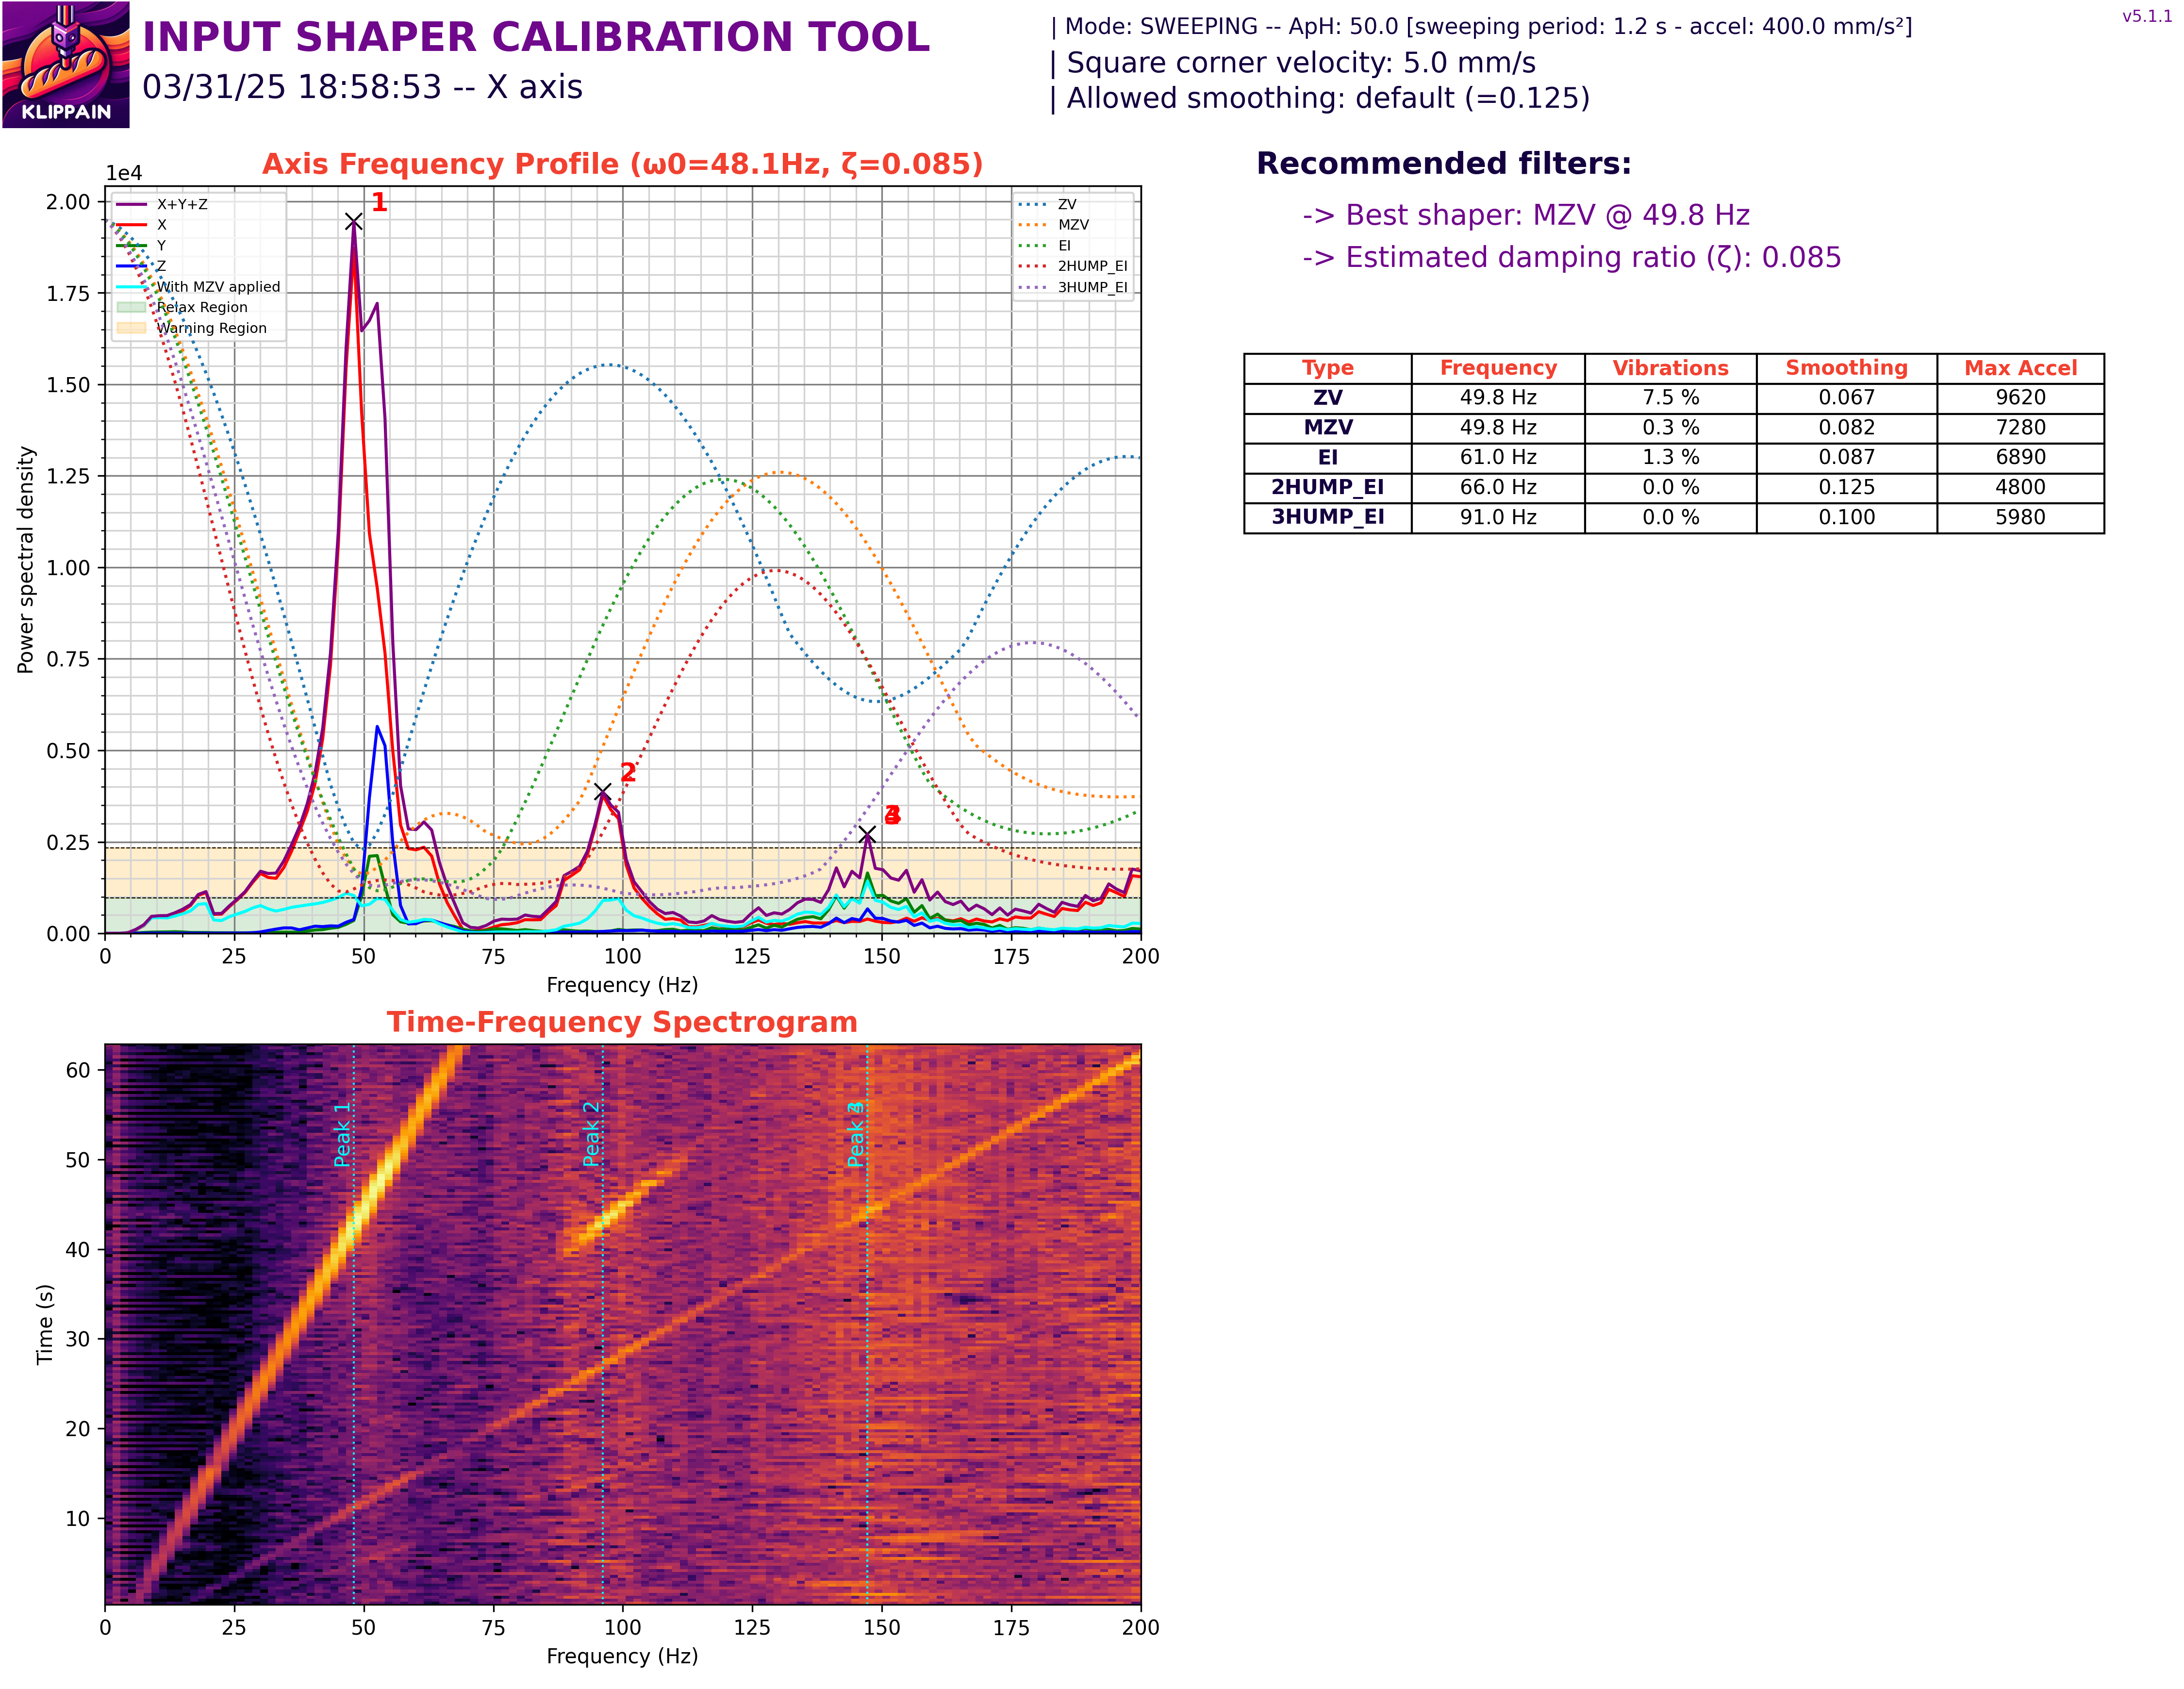 KLIPPAIN
INPUT SHAPER CALIBRATION TOOL
03/31/25 18:58:53 -- X axis
| Mode: SWEEPING -- ApH: 50.0 [sweeping period: 1.2 s - accel: 400.0 mm/s²]
| Square corner velocity: 5.0 mm/s
| Allowed smoothing: default (=0.125)
v5.1.1
Axis Frequency Profile (ω0=48.1Hz, ζ=0.085)
1e4
2.00
1.75
1.50
1.25
1.00
0.75
0.50
0.25
0.00
Power spectral density
X+Y+Z
X
Y
Z
With MZV applied
Relax Region
Warning Region
ZV
MZV
EI
2HUMP_EI
3HUMP_EI
1
2
0 25 50 75 100 125 150 175 200
Frequency (Hz)
Recommended filters:
-> Best shaper: MZV @ 49.8 Hz
-> Estimated damping ratio (ζ): 0.085
Type Frequency Vibrations Smoothing Max Accel
ZV 49.8 Hz 7.5 % 0.067 9620
MZV 49.8 Hz 0.3 % 0.082 7280
EI 61.0 Hz 1.3 % 0.087 6890
2HUMP_EI 66.0 Hz 0.0 % 0.125 4800
3HUMP_EI 91.0 Hz 0.0 % 0.100 5980
Time-Frequency Spectrogram
60
50
40
30
20
10
Time (s)
Peak 1
Peak 2
Peak
0 25 50 75 100 125 150 175 200
Frequency (Hz)